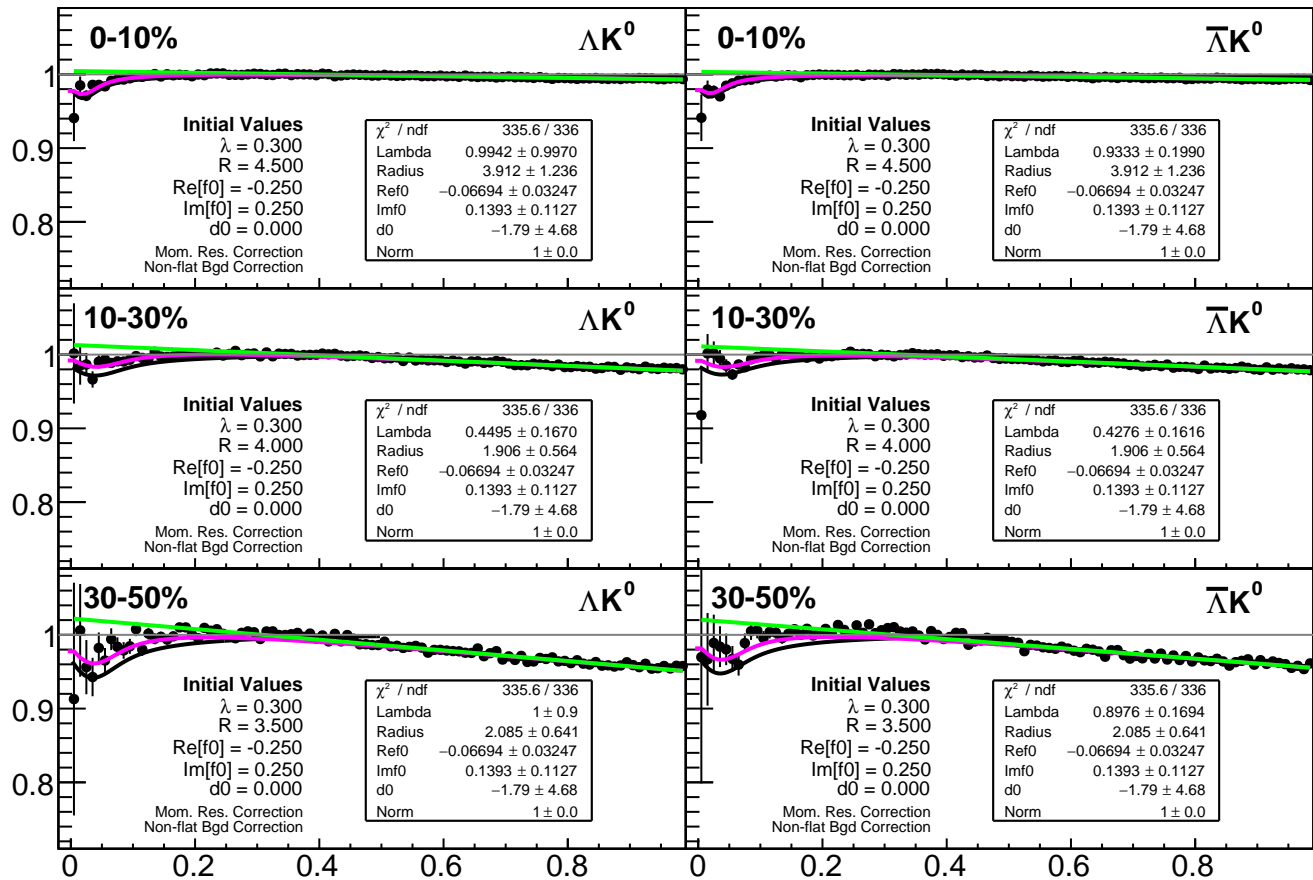 0-10%
ΛK⁰
1
0.9
0.8
Initial Values
λ = 0.300
R = 4.500
Re[f0] = -0.250
Im[f0] = 0.250
d0 = 0.000
Mom. Res. Correction
Non-flat Bgd Correction
χ² / ndf 335.6 / 336
Lambda 0.9942 ± 0.9970
Radius 3.912 ± 1.236
Ref0 −0.06694 ± 0.03247
Imf0 0.1393 ± 0.1127
d0 −1.79 ± 4.68
Norm 1 ± 0.0
0-10%
Λ̅K⁰
Initial Values
λ = 0.300
R = 4.500
Re[f0] = -0.250
Im[f0] = 0.250
d0 = 0.000
Mom. Res. Correction
Non-flat Bgd Correction
χ² / ndf 335.6 / 336
Lambda 0.9333 ± 0.1990
Radius 3.912 ± 1.236
Ref0 −0.06694 ± 0.03247
Imf0 0.1393 ± 0.1127
d0 −1.79 ± 4.68
Norm 1 ± 0.0
10-30%
ΛK⁰
1
0.9
0.8
Initial Values
λ = 0.300
R = 4.000
Re[f0] = -0.250
Im[f0] = 0.250
d0 = 0.000
Mom. Res. Correction
Non-flat Bgd Correction
χ² / ndf 335.6 / 336
Lambda 0.4495 ± 0.1670
Radius 1.906 ± 0.564
Ref0 −0.06694 ± 0.03247
Imf0 0.1393 ± 0.1127
d0 −1.79 ± 4.68
Norm 1 ± 0.0
10-30%
Λ̅K⁰
Initial Values
λ = 0.300
R = 4.000
Re[f0] = -0.250
Im[f0] = 0.250
d0 = 0.000
Mom. Res. Correction
Non-flat Bgd Correction
χ² / ndf 335.6 / 336
Lambda 0.4276 ± 0.1616
Radius 1.906 ± 0.564
Ref0 −0.06694 ± 0.03247
Imf0 0.1393 ± 0.1127
d0 −1.79 ± 4.68
Norm 1 ± 0.0
30-50%
ΛK⁰
1
0.9
0.8
Initial Values
λ = 0.300
R = 3.500
Re[f0] = -0.250
Im[f0] = 0.250
d0 = 0.000
Mom. Res. Correction
Non-flat Bgd Correction
χ² / ndf 335.6 / 336
Lambda 1 ± 0.9
Radius 2.085 ± 0.641
Ref0 −0.06694 ± 0.03247
Imf0 0.1393 ± 0.1127
d0 −1.79 ± 4.68
Norm 1 ± 0.0
30-50%
Λ̅K⁰
Initial Values
λ = 0.300
R = 3.500
Re[f0] = -0.250
Im[f0] = 0.250
d0 = 0.000
Mom. Res. Correction
Non-flat Bgd Correction
χ² / ndf 335.6 / 336
Lambda 0.8976 ± 0.1694
Radius 2.085 ± 0.641
Ref0 −0.06694 ± 0.03247
Imf0 0.1393 ± 0.1127
d0 −1.79 ± 4.68
Norm 1 ± 0.0
0 0.2 0.4 0.6 0.8 0 0.2 0.4 0.6 0.8